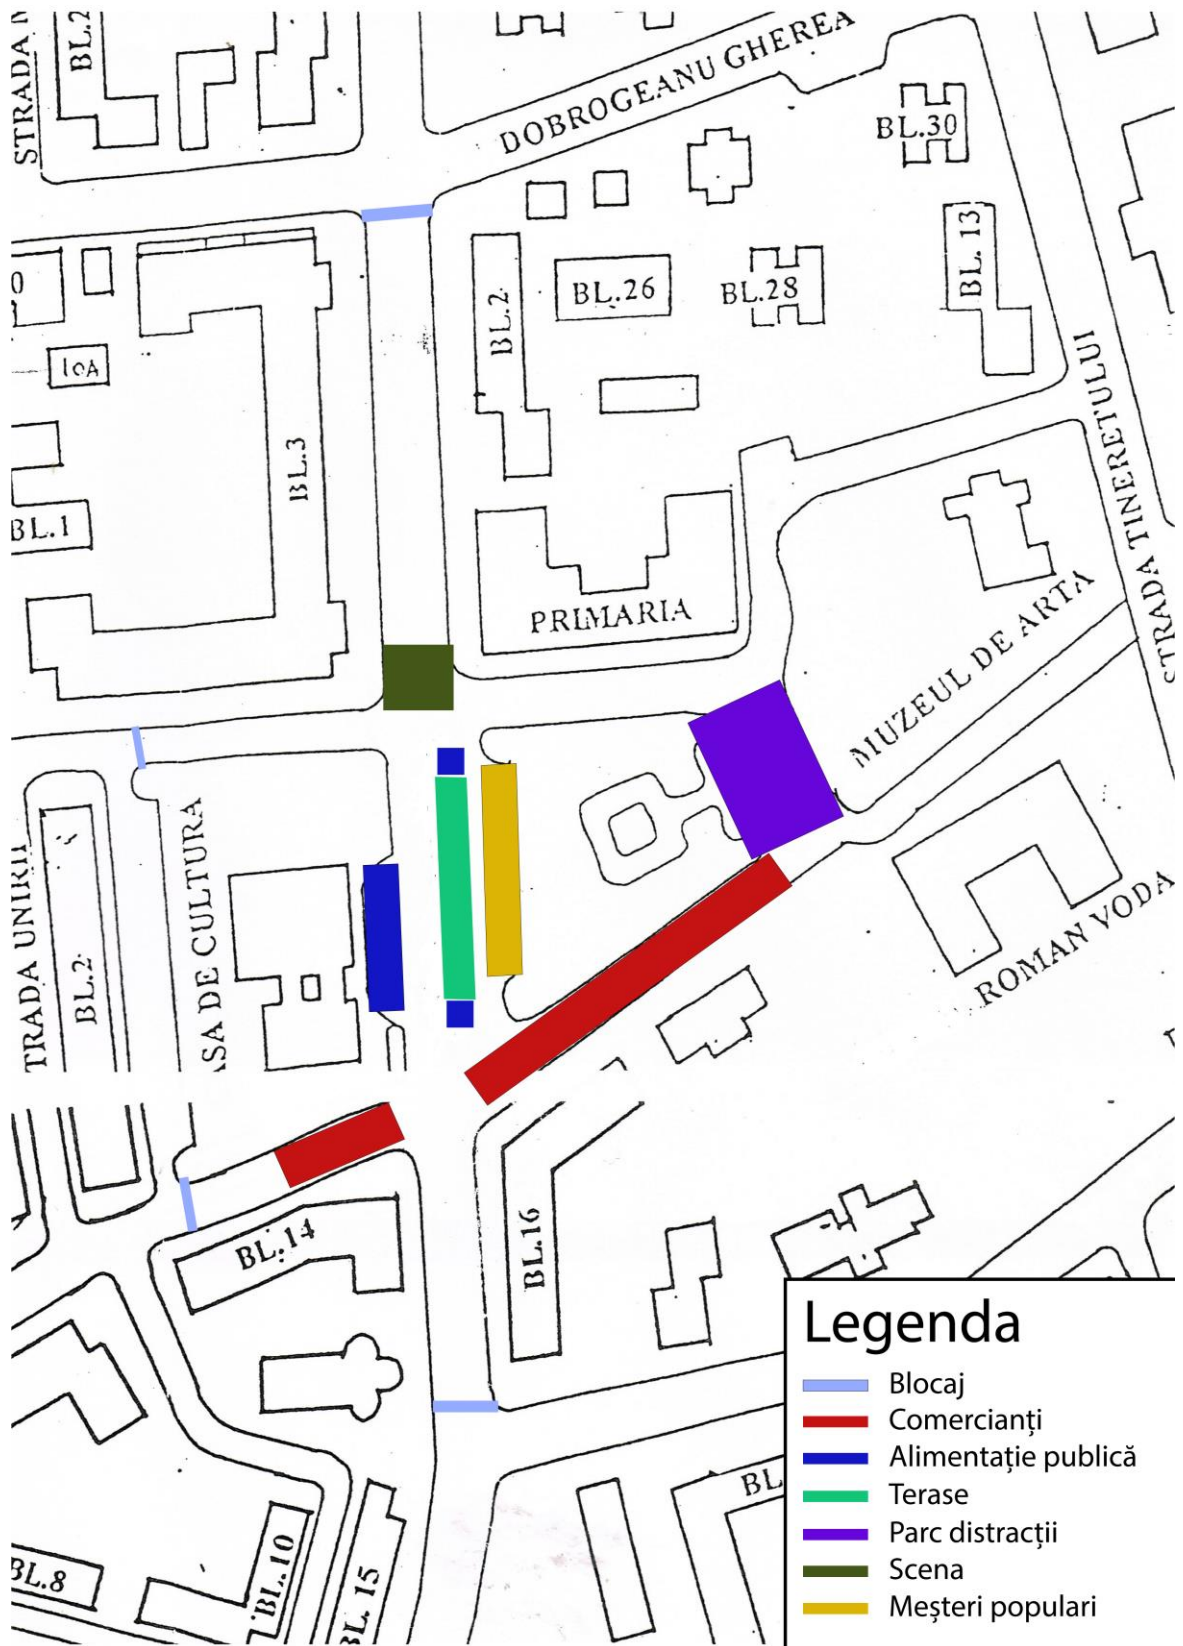 STRADA
BL.2
DOBROGEANU GHEREA
BL.30
BL.13
BL.2
BL.26
BL.28
10A
BL.3
BL.1
STRADA TINERETULUI
PRIMARIA
MUZEUL DE ARTA
TRADA UNIRII
BL.2
ASA DE CULTURA
ROMAN VODA
BL.14
BL.16
BL.8
BL.10
BL.15
BL
Legenda
Blocaj
Comercianți
Alimentație publică
Terase
Parc distracții
Scena
Meșteri populari